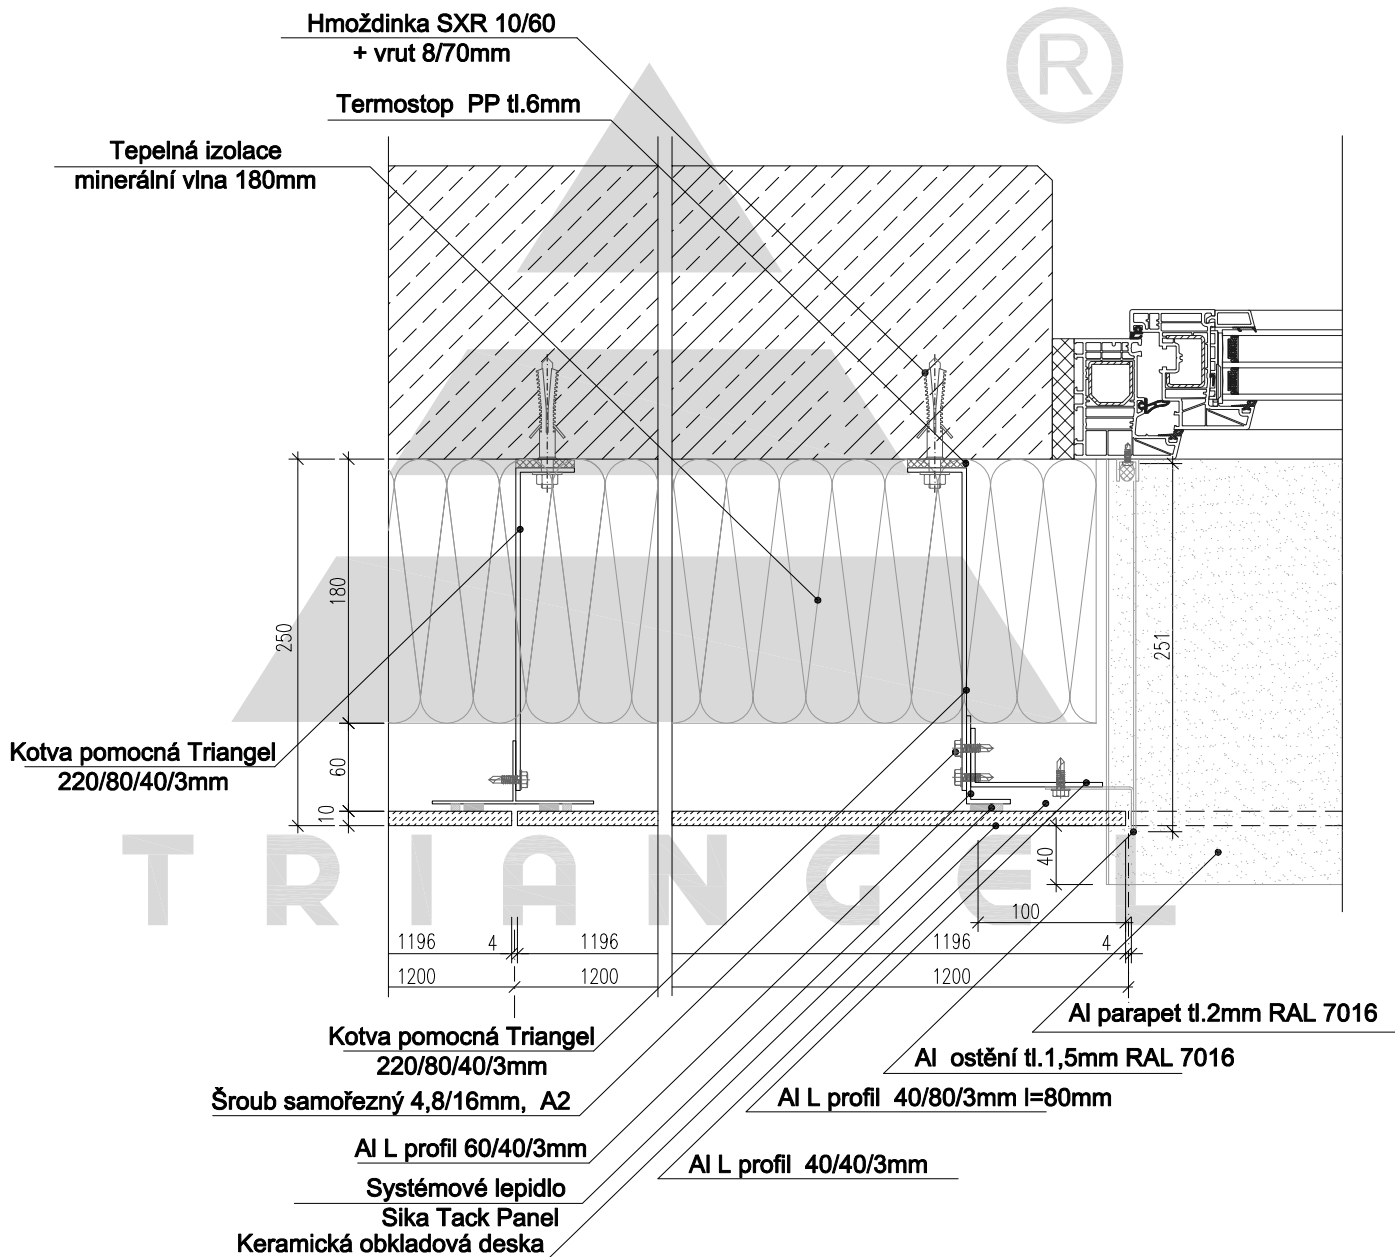 Hmoždinka SXR 10/60
+ vrut 8/70mm
®
Termostop PP tl.6mm
Tepelná izolace
minerální vlna 180mm
180
250
251
Kotva pomocná Triangel
220/80/40/3mm
60
10
TRIANGEL
40
100
1196
4
1196
1196
4
1200
1200
1200
Al parapet tl.2mm RAL 7016
Kotva pomocná Triangel
220/80/40/3mm
Al ostění tl.1,5mm RAL 7016
Šroub samořezný 4,8/16mm, A2
Al L profil 40/80/3mm l=80mm
Al L profil 60/40/3mm
Al L profil 40/40/3mm
Systémové lepidlo
Sika Tack Panel
Keramická obkladová deska